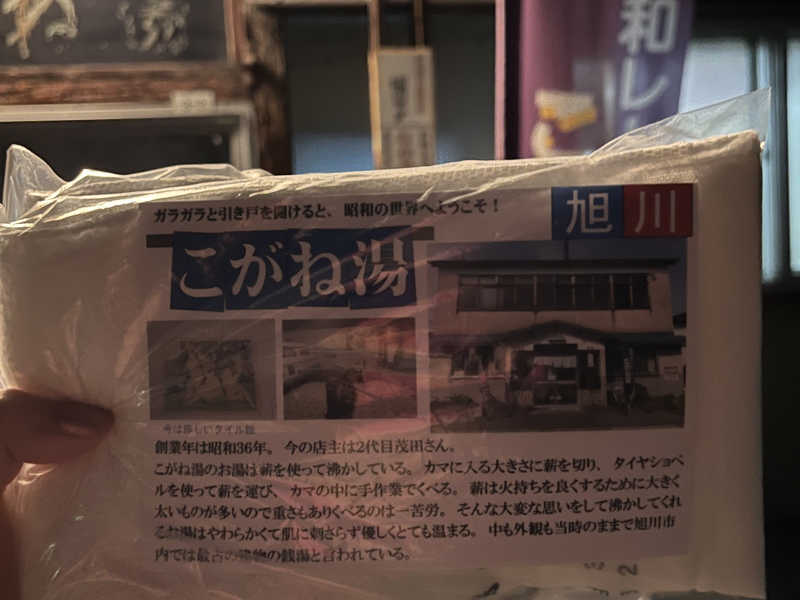 和レ
ガラガラと引き戸を開けると、昭和の世界へようこそ!
旭川
こがね湯
今は珍しいタイル絵
創業年は昭和36年。今の店主は2代目茂田さん。
こがね湯のお湯は薪を使って沸かしている。カマに入る大きさに薪を切り、タイヤショベ
ルを使って薪を運び、カマの中に手作業でくべる。薪は火持ちを良くするために大きく
太いものが多いので重さもありくべるのは一苦労。そんな大変な思いをして沸かしてくれ
るお湯はやわらかくて肌に刺さらず優しくとても温まる。中も外観も当時のままで旭川市
内では最古の建物の銭湯と言われている。